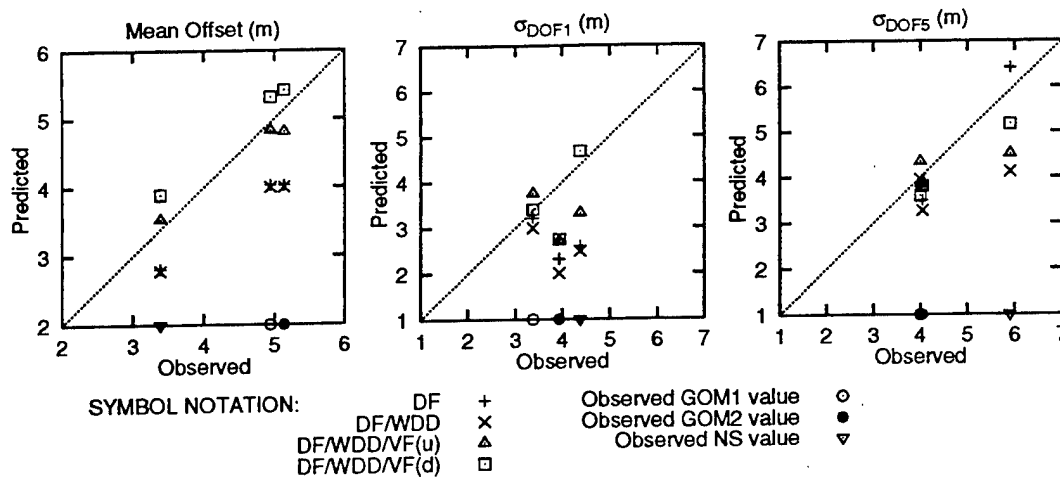 Mean Offset (m)
σDOF1 (m)
σDOF5 (m)
6
5
4
3
2
Predicted
2 3 4 5 6
Observed
7
6
5
4
3
2
1
Predicted
1 2 3 4 5 6 7
Observed
7
6
5
4
3
2
1
Predicted
1 2 3 4 5 6 7
Observed
SYMBOL NOTATION:
DF +
DF/WDD ×
DF/WDD/VF(u)
DF/WDD/VF(d)
Observed GOM1 value
Observed GOM2 value
Observed NS value